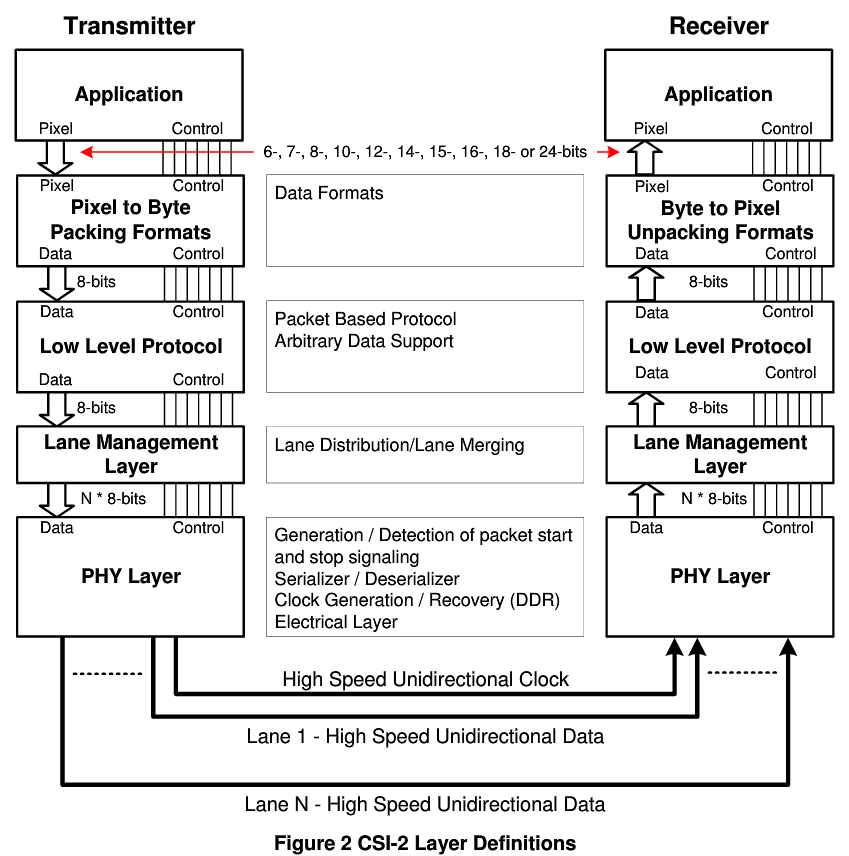 Transmitter
Receiver
Application
Application
Pixel
Control
Pixel
Control
6-, 7-, 8-, 10-, 12-, 14-, 15-, 16-, 18- or 24-bits
Pixel
Control
Pixel
Control
Pixel to Byte
Packing Formats
Data Formats
Byte to Pixel
Unpacking Formats
Data
Control
Data
Control
8-bits
8-bits
Data
Control
Data
Control
Low Level Protocol
Packet Based Protocol
Arbitrary Data Support
Low Level Protocol
Data
Control
Data
Control
8-bits
8-bits
Lane Management
Layer
Lane Distribution/Lane Merging
Lane Management
Layer
N * 8-bits
N * 8-bits
Data
Control
Data
Control
PHY Layer
Generation / Detection of packet start
and stop signaling
Serializer / Deserializer
Clock Generation / Recovery (DDR)
Electrical Layer
PHY Layer
High Speed Unidirectional Clock
Lane 1 - High Speed Unidirectional Data
Lane N - High Speed Unidirectional Data
Figure 2 CSI-2 Layer Definitions